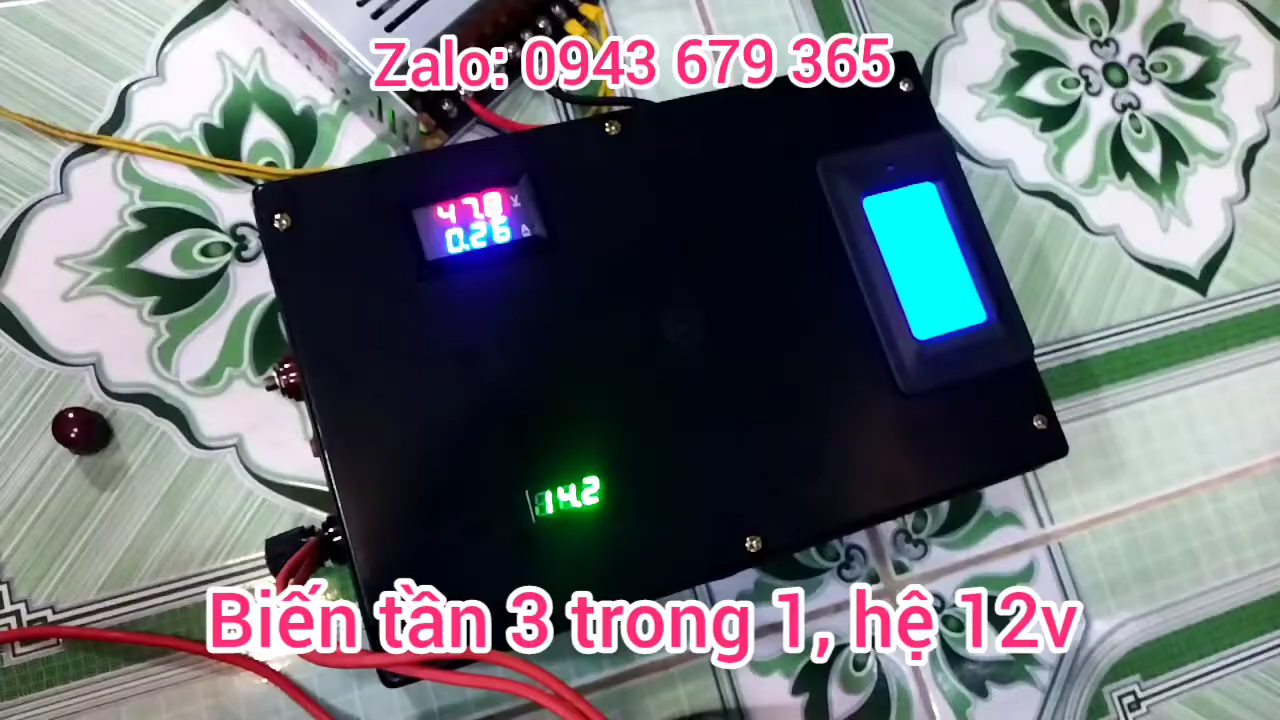 Zalo: 0943 679 365
47.8 V
0.26 A
14.2
Biến tần 3 trong 1, hệ 12v